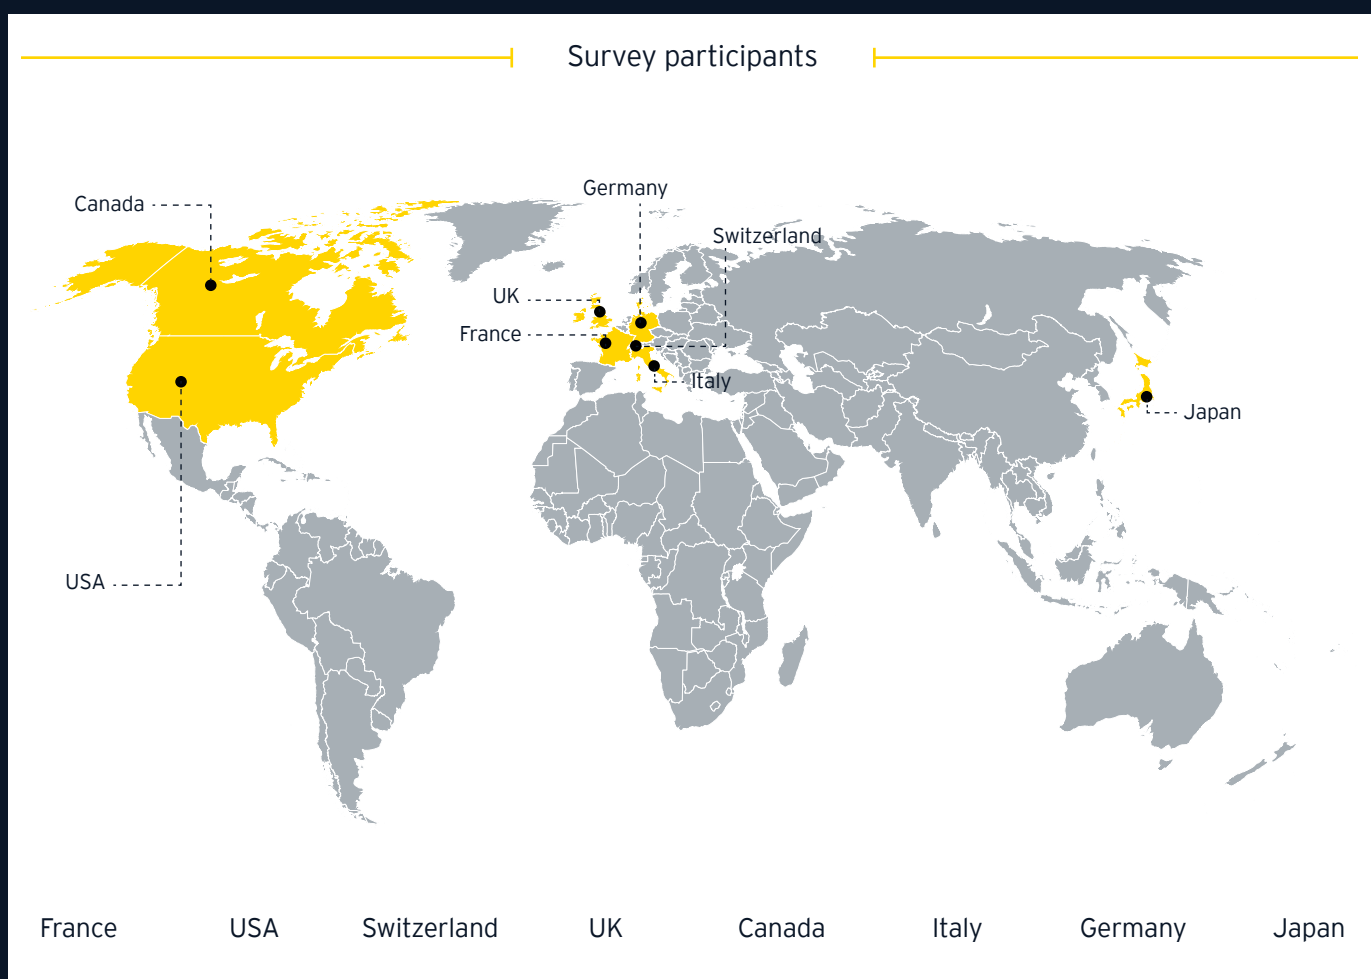 Survey participants
Germany
Canada
Switzerland
UK
France
Italy
Japan
USA
France USA Switzerland UK Canada Italy Germany Japan